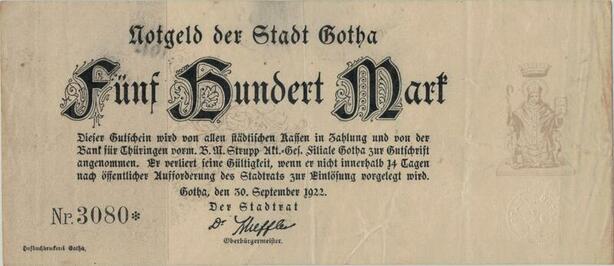 Notgeld der Stadt Gotha
Fünf Hundert Mark
Dieser Gutschein wird von allen städtischen Kassen in Zahlung und von der
Bank für Thüringen vorm. B. M. Strupp Akt.-Ges. Filiale Gotha zur Gutschrift
angenommen. Er verliert seine Gültigkeit, wenn er nicht innerhalb 14 Tagen
nach öffentlicher Aufforderung des Stadtrats zur Einlösung vorgelegt wird.
Gotha, den 30. September 1922.
Der Stadtrat
Nr. 3080*
Dr. Scheffler
Oberbürgermeister.
Hofbuchdruckerei Gotha.